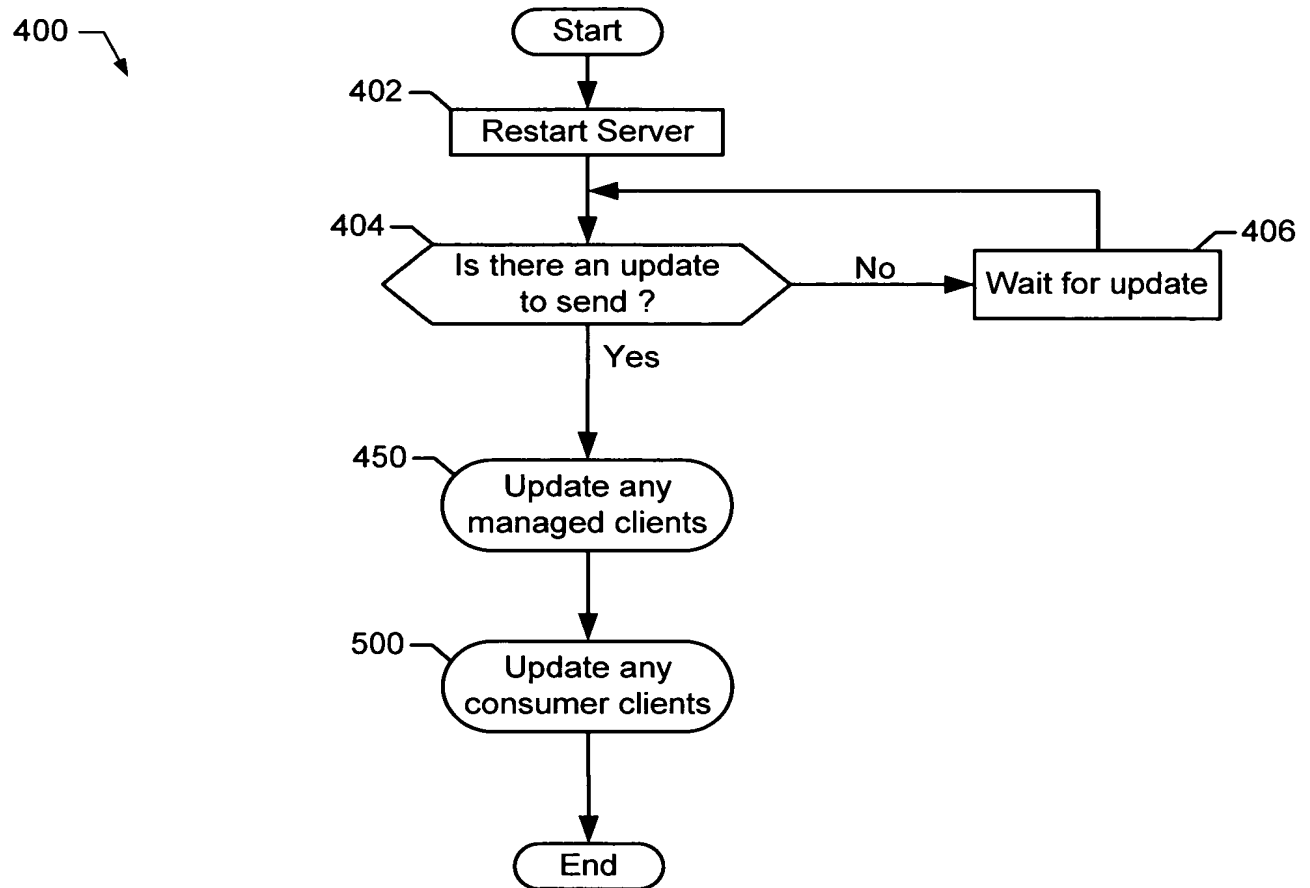 400
Start
402
Restart Server
404
Is there an update
to send ?
No
406
Wait for update
Yes
450
Update any
managed clients
500
Update any
consumer clients
End